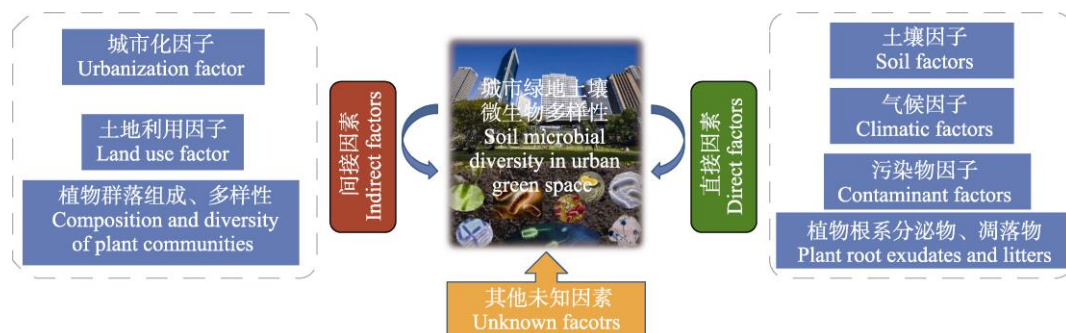 城市化因子
Urbanization factor
土地利用因子
Land use factor
植物群落组成、多样性
Composition and diversity
of plant communities
间接因素
Indirect factors
城市绿地土壤
微生物多样性
Soil microbial
diversity in urban
green space
直接因素
Direct factors
土壤因子
Soil factors
气候因子
Climatic factors
污染物因子
Contaminant factors
植物根系分泌物、凋落物
Plant root exudates and litters
其他未知因素
Unknown facotrs